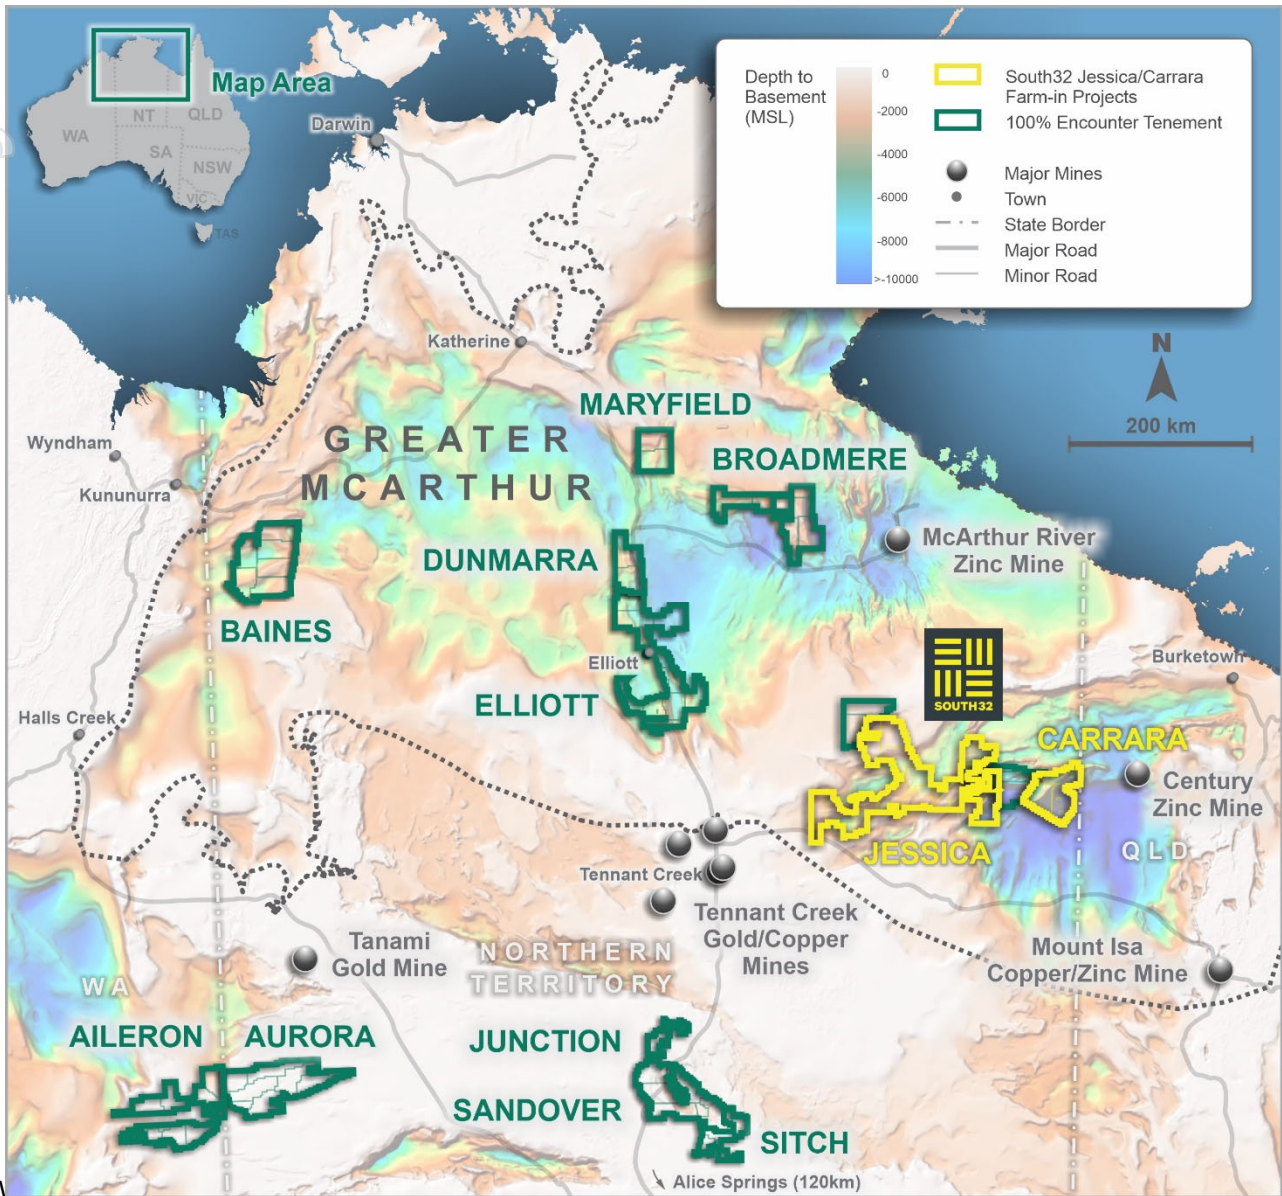 Map Area
NT
QLD
WA
SA
NSW
VIC
TAS
Depth to
Basement
(MSL)
0
-2000
-4000
-6000
-8000
>-10000
South32 Jessica/Carrara
Farm-in Projects
100% Encounter Tenement
Major Mines
Town
State Border
Major Road
Minor Road
N
200 km
Darwin
Katherine
MARYFIELD
GREATER
MCARTHUR
BROADMERE
Wyndham
Kununurra
DUNMARRA
McArthur River
Zinc Mine
BAINES
Elliott
ELLIOTT
SOUTH32
Burketown
Halls Creek
CARRARA
Century
Zinc Mine
JESSICA
QLD
Tennant Creek
Tennant Creek
Gold/Copper
Mines
Tanami
Gold Mine
NORTHERN
TERRITORY
Mount Isa
Copper/Zinc Mine
WA
AILERON
AURORA
JUNCTION
SANDOVER
SITCH
Alice Springs (120km)